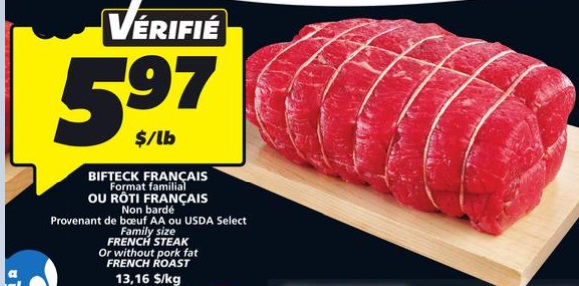 VÉRIFIÉ
5 97
$/lb
BIFTECK FRANÇAIS
Format familial
OU RÔTI FRANÇAIS
Non bardé
Provenant de bœuf AA ou USDA Select
Family size
FRENCH STEAK
Or without pork fat
FRENCH ROAST
13,16 $/kg
a